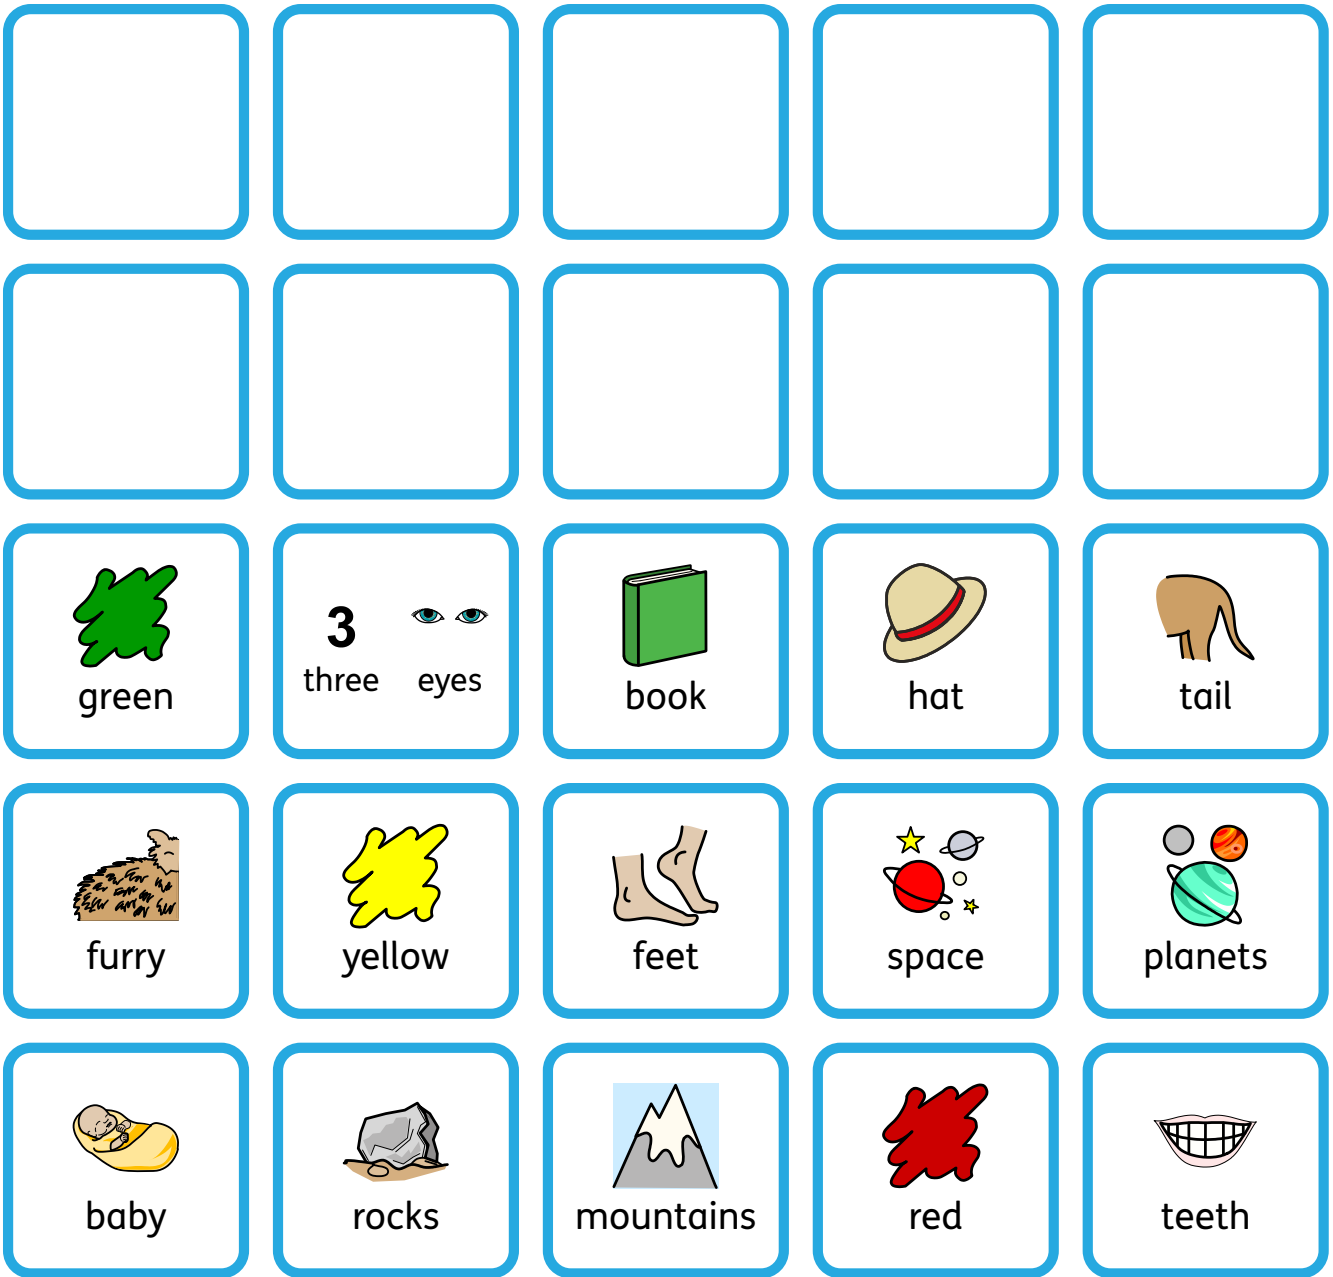 3
three eyes
green book hat tail
furry yellow feet space planets
baby rocks mountains red teeth